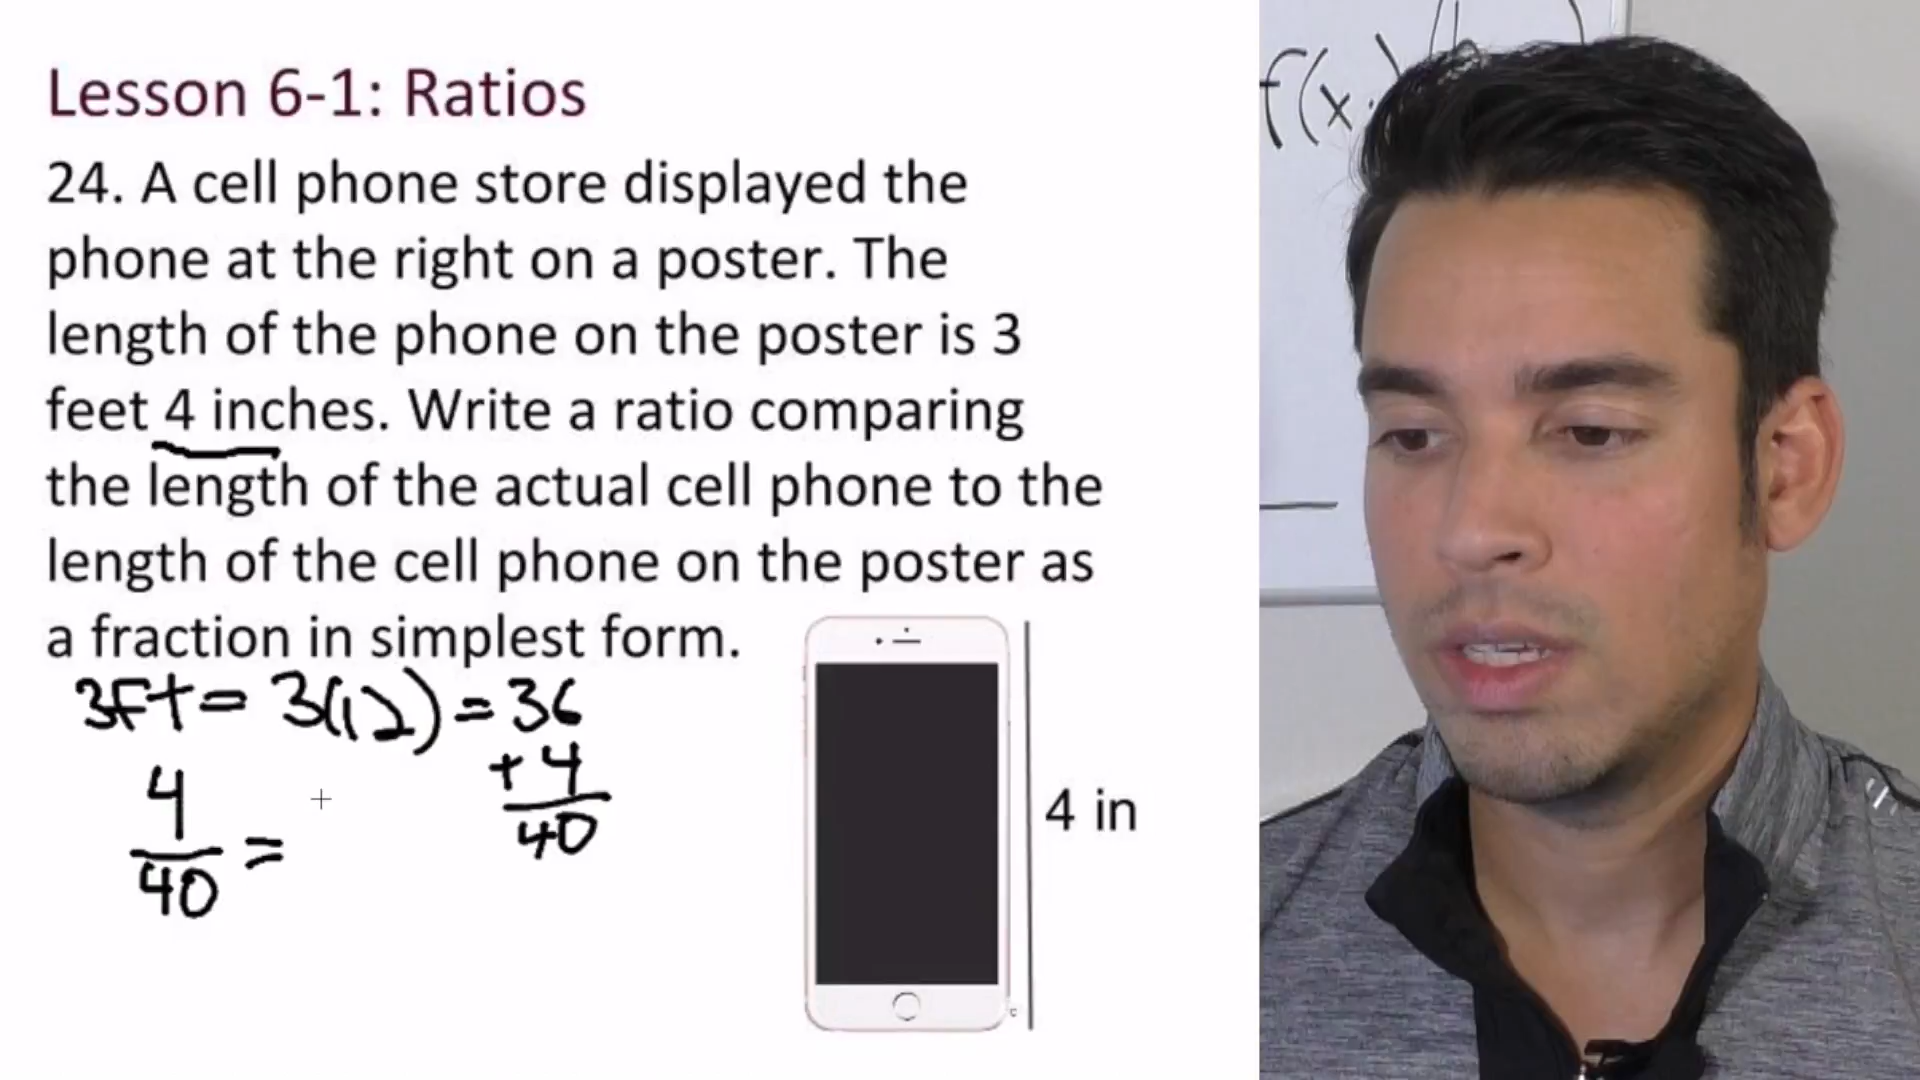 Lesson 6-1: Ratios
24. A cell phone store displayed the
phone at the right on a poster. The
length of the phone on the poster is 3
feet 4 inches. Write a ratio comparing
the length of the actual cell phone to the
length of the cell phone on the poster as
a fraction in simplest form.
3FT = 3(12) = 36
+ 4
40
4
40 =
4 in
f(x